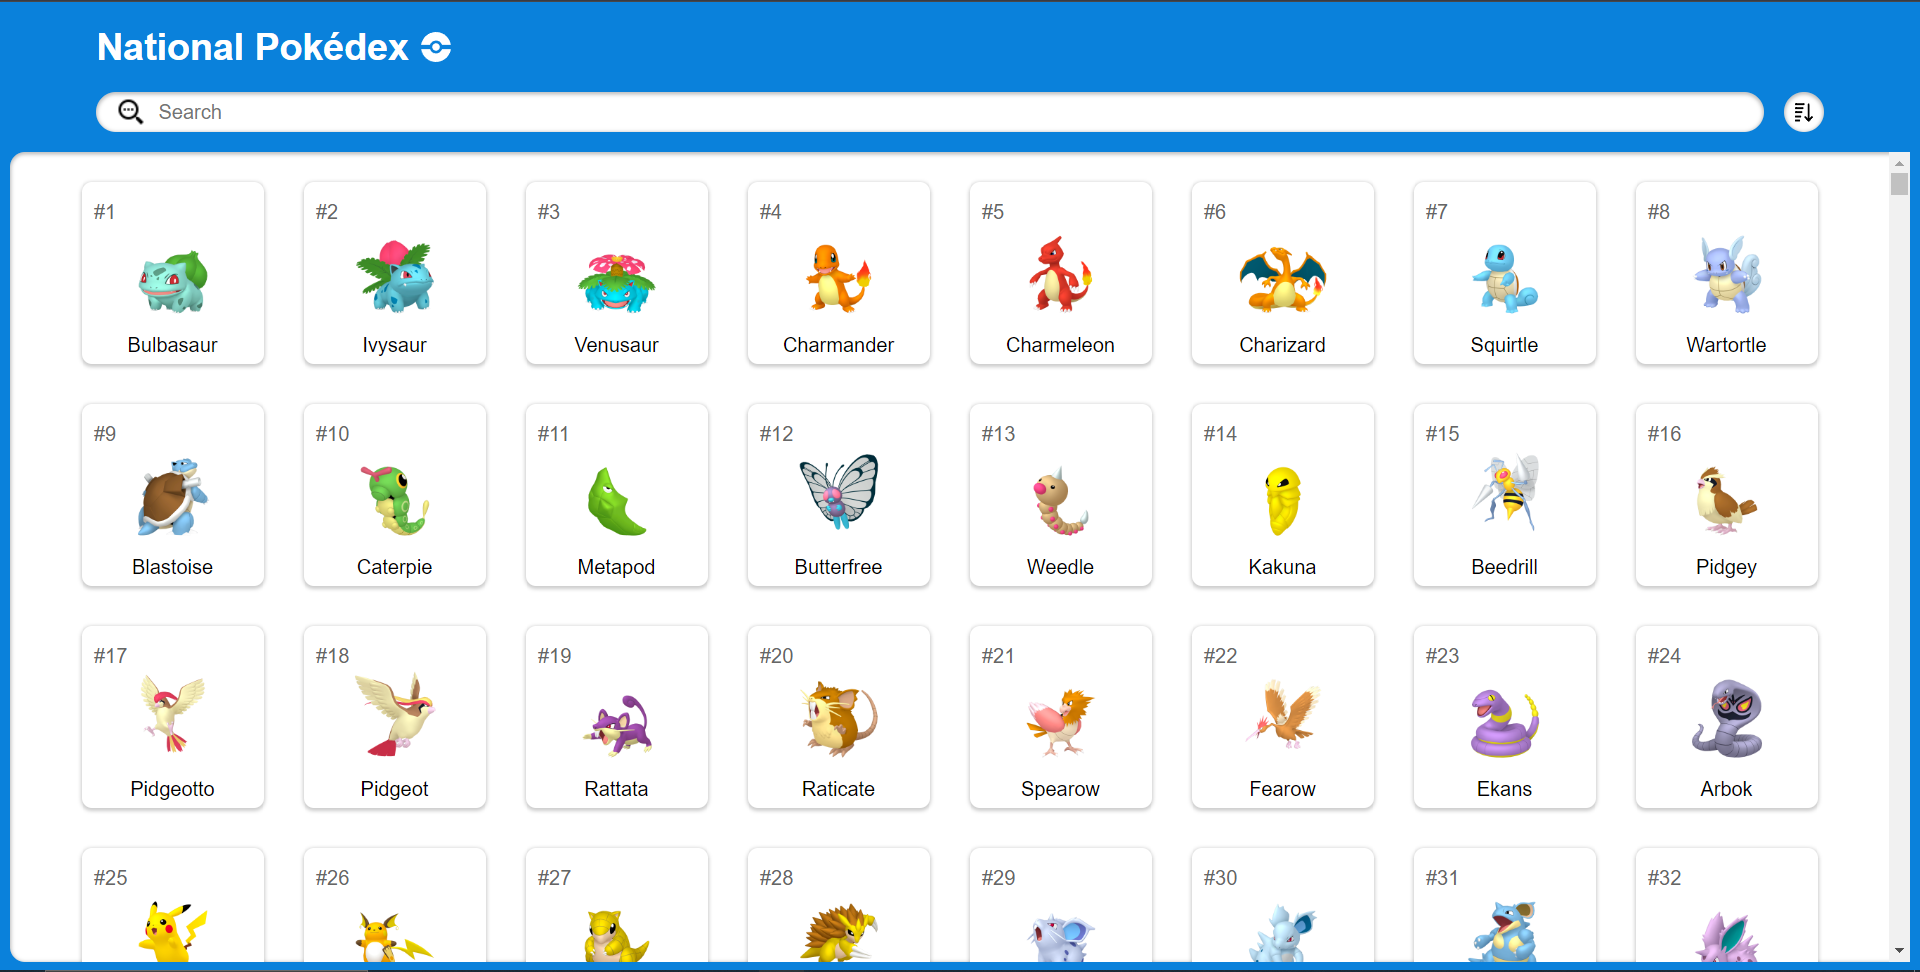 National Pokédex
Search
#1 #2 #3 #4 #5 #6 #7 #8
Bulbasaur Ivysaur Venusaur Charmander Charmeleon Charizard Squirtle Wartortle
#9 #10 #11 #12 #13 #14 #15 #16
Blastoise Caterpie Metapod Butterfree Weedle Kakuna Beedrill Pidgey
#17 #18 #19 #20 #21 #22 #23 #24
Pidgeotto Pidgeot Rattata Raticate Spearow Fearow Ekans Arbok
#25 #26 #27 #28 #29 #30 #31 #32